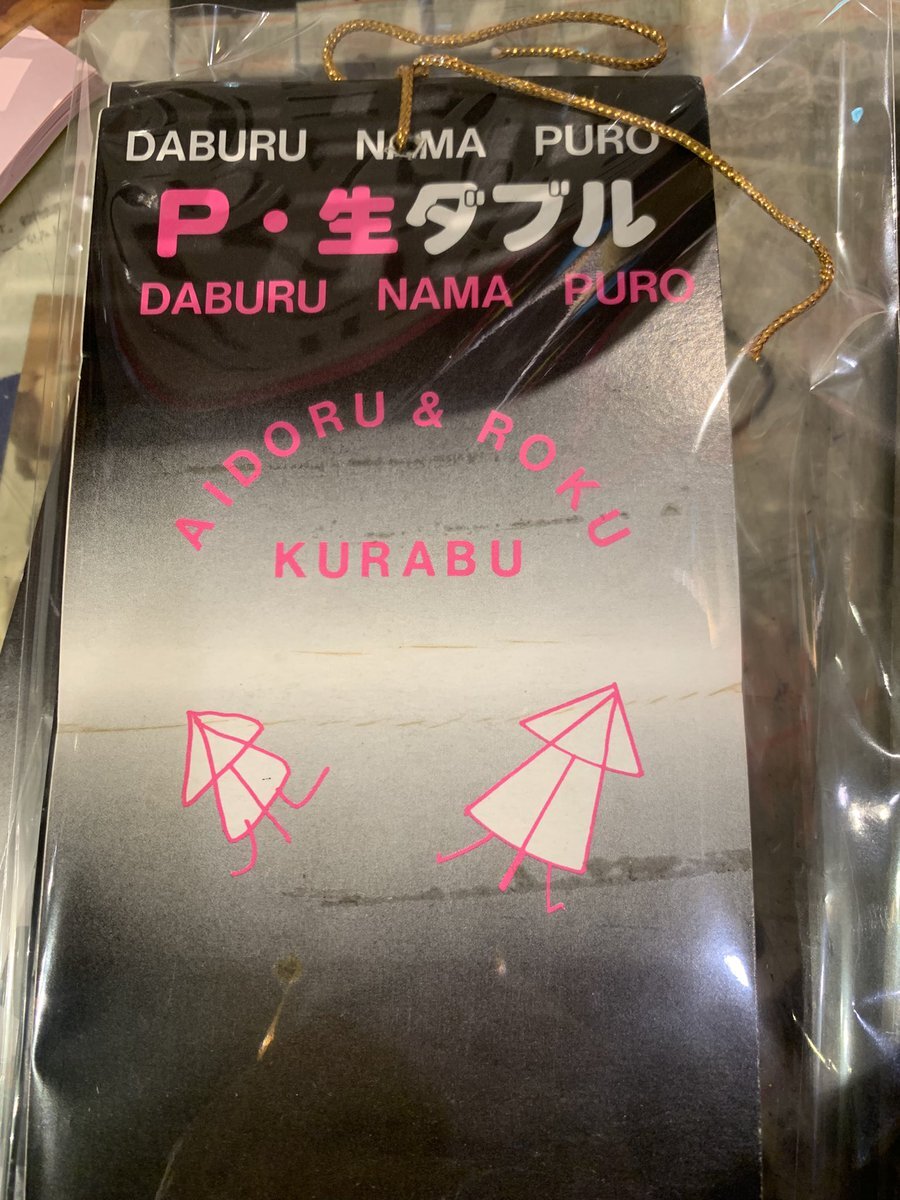 DABURU NAMA PURO
P・生ダブル
DABURU NAMA PURO
AIDORU & ROKU
KURABU